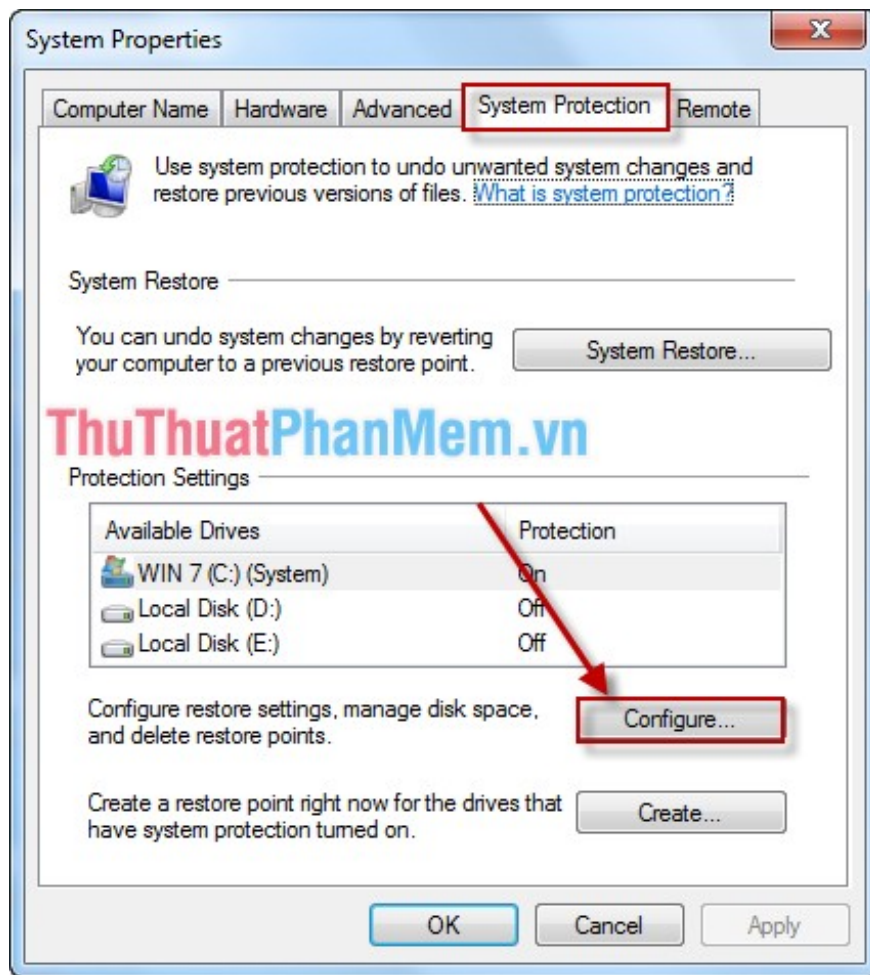 System Properties
Computer Name Hardware Advanced System Protection Remote
Use system protection to undo unwanted system changes and
restore previous versions of files. What is system protection?
System Restore
You can undo system changes by reverting
your computer to a previous restore point.
System Restore...
ThuThuatPhanMem.vn
Protection Settings
Available Drives Protection
WIN 7 (C:) (System) On
Local Disk (D:) Off
Local Disk (E:) Off
Configure restore settings, manage disk space,
and delete restore points.
Configure...
Create a restore point right now for the drives that
have system protection turned on.
Create...
OK Cancel Apply